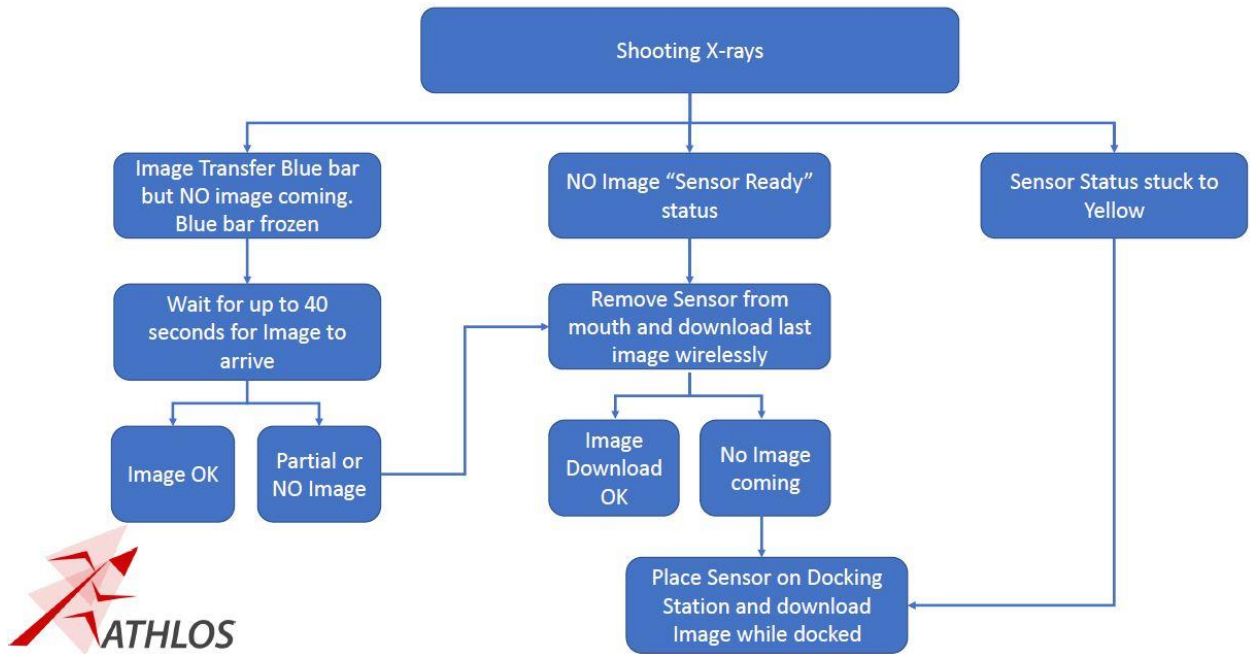 Shooting X-rays
Image Transfer Blue bar
but NO image coming.
Blue bar frozen
NO Image “Sensor Ready”
status
Sensor Status stuck to
Yellow
Wait for up to 40
seconds for Image to
arrive
Remove Sensor from
mouth and download last
image wirelessly
Image OK
Partial or
NO Image
Image
Download
OK
No Image
coming
Place Sensor on Docking
Station and download
Image while docked
ATHLOS